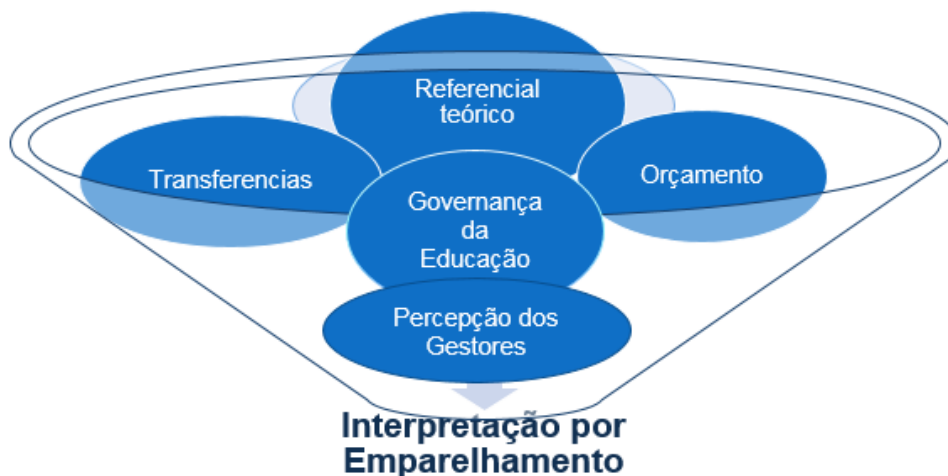 Referencial
teórico
Transferencias
Orçamento
Governança
da
Educação
Percepção dos
Gestores
Interpretação por
Emparelhamento